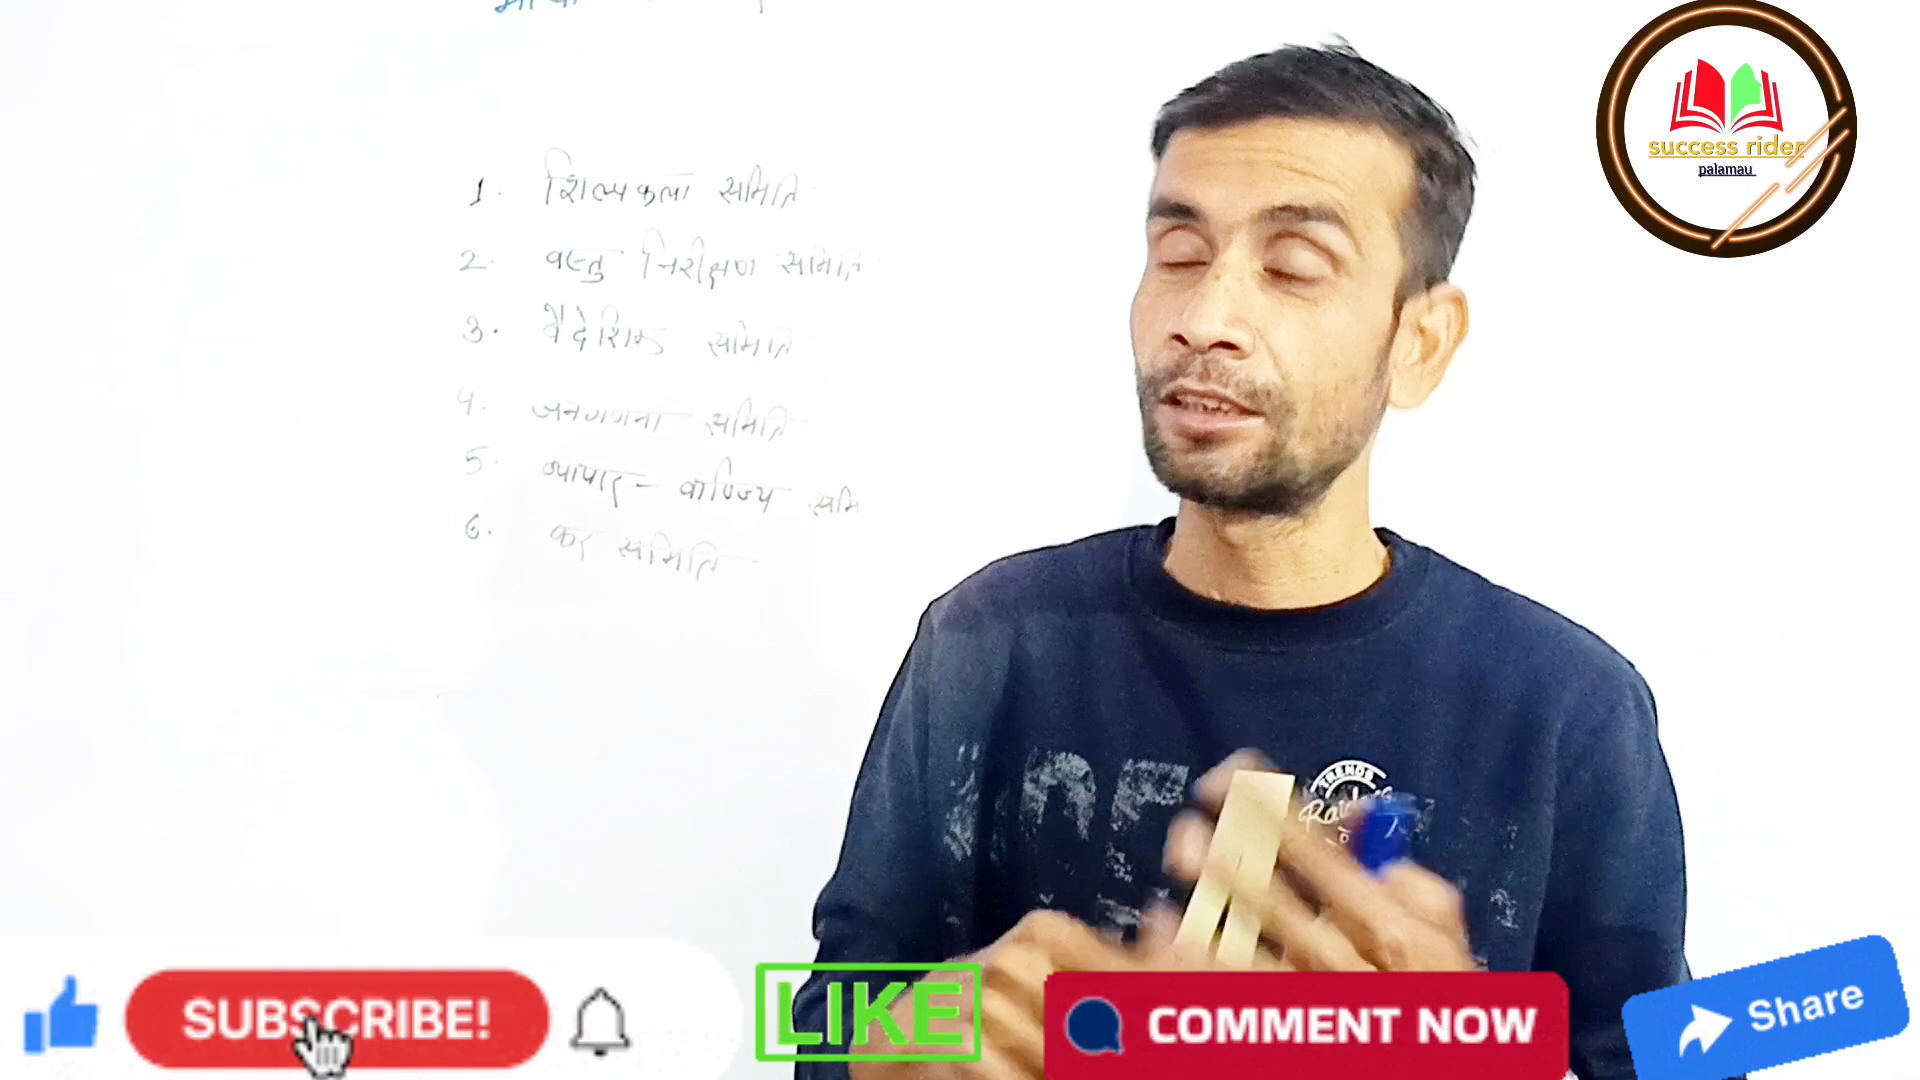 success rider
palamau
1. शिल्पकला समिति
2. वस्तु निरीक्षण समिति
3. वैदेशिक समिति
4. जनगणना समिति
5. व्यापार - वाणिज्य समि
6. कर समिति
TRENDS
SUBSCRIBE!
LIKE
COMMENT NOW
Share